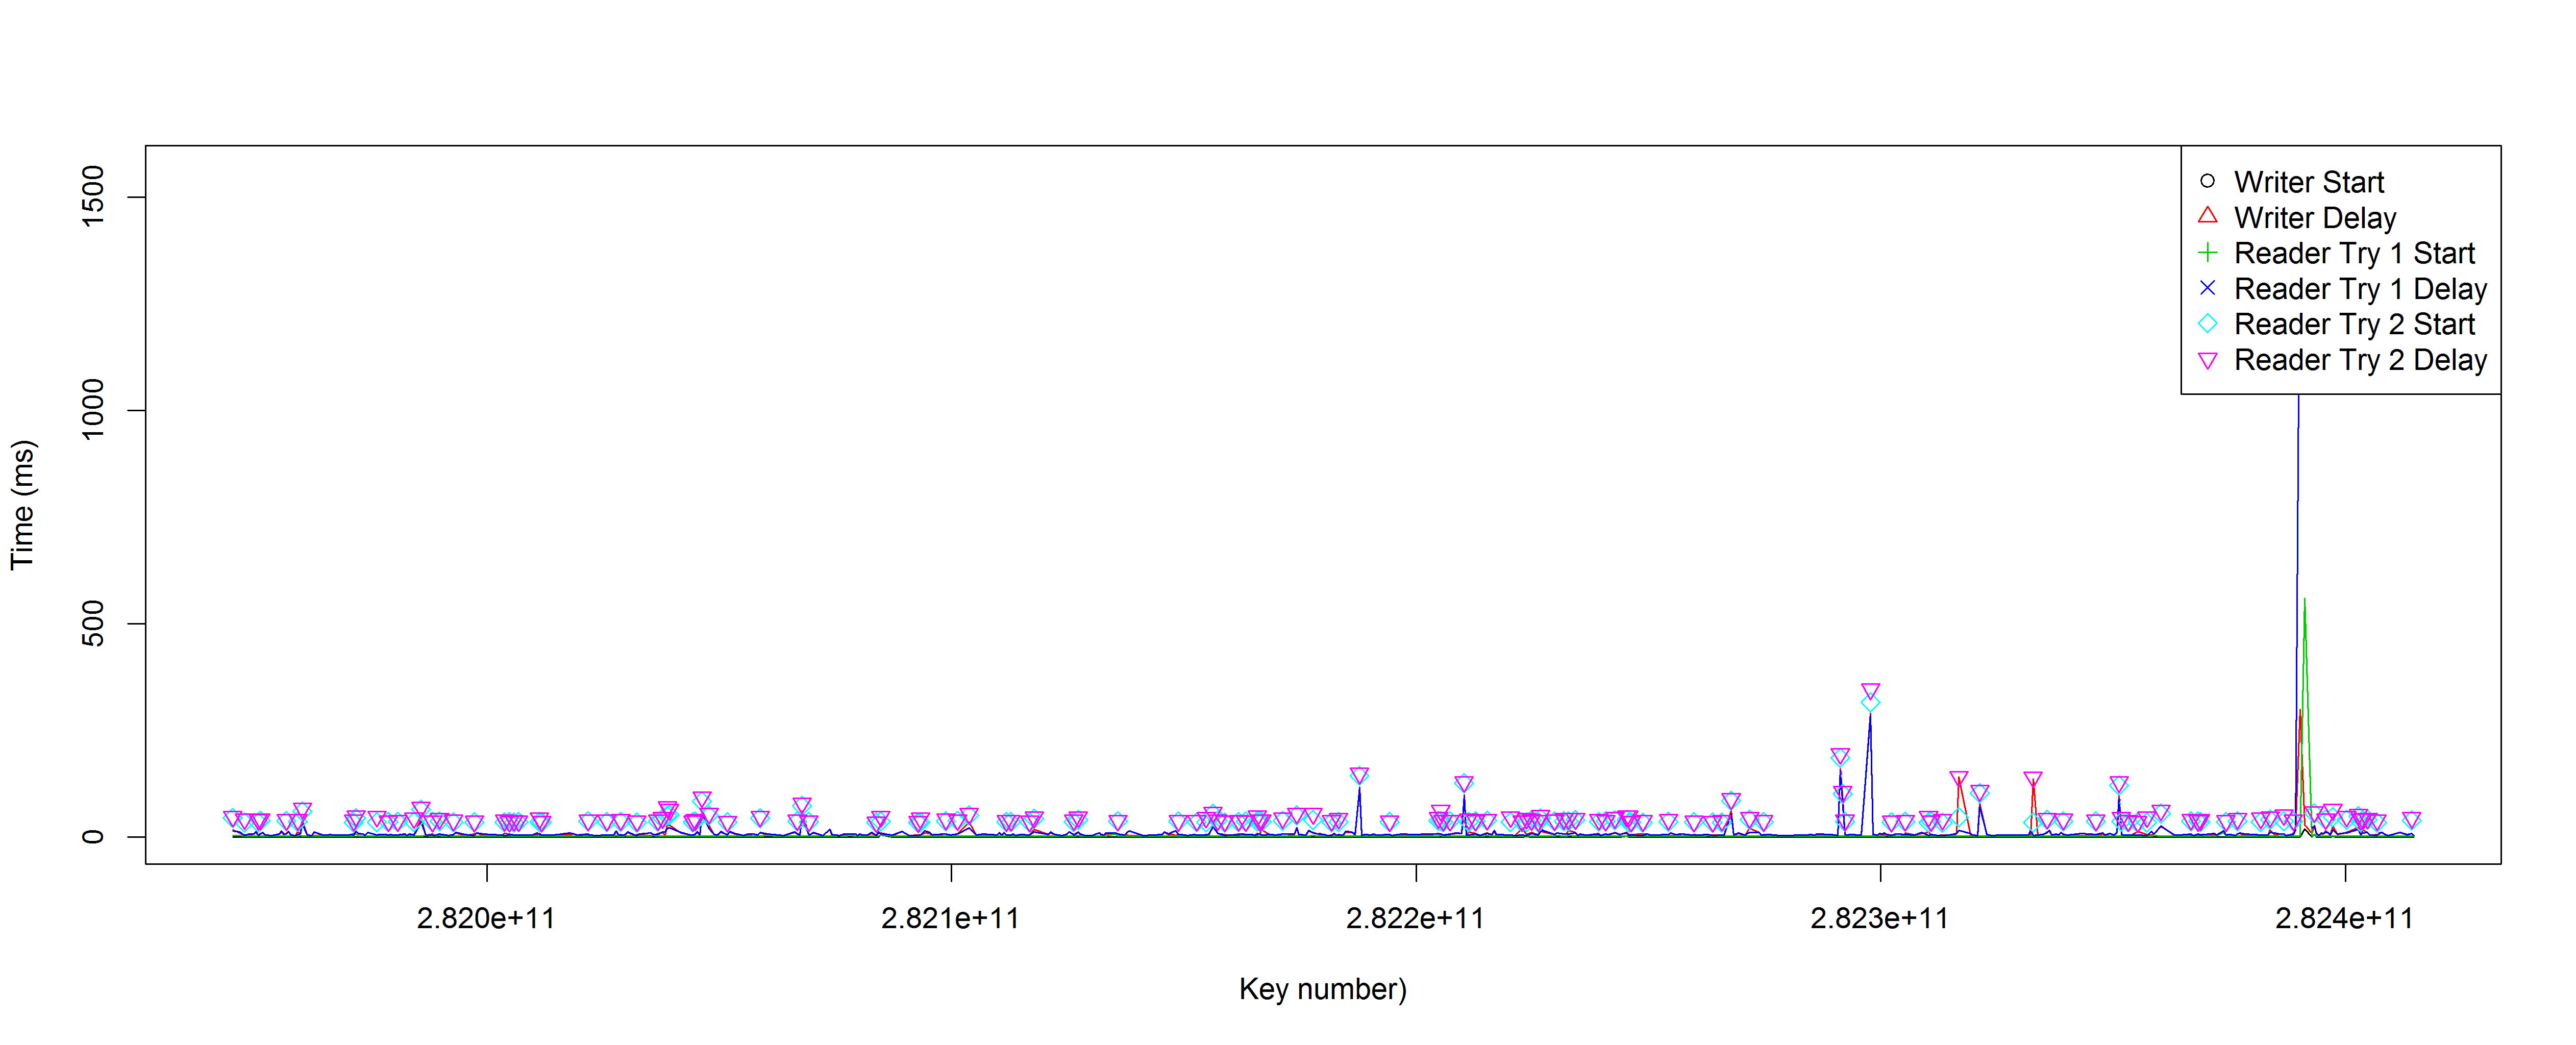 1500
1000
500
0
Time (ms)
Writer Start
Writer Delay
Reader Try 1 Start
Reader Try 1 Delay
Reader Try 2 Start
Reader Try 2 Delay
2.820e+11 2.821e+11 2.822e+11 2.823e+11 2.824e+11
Key number)